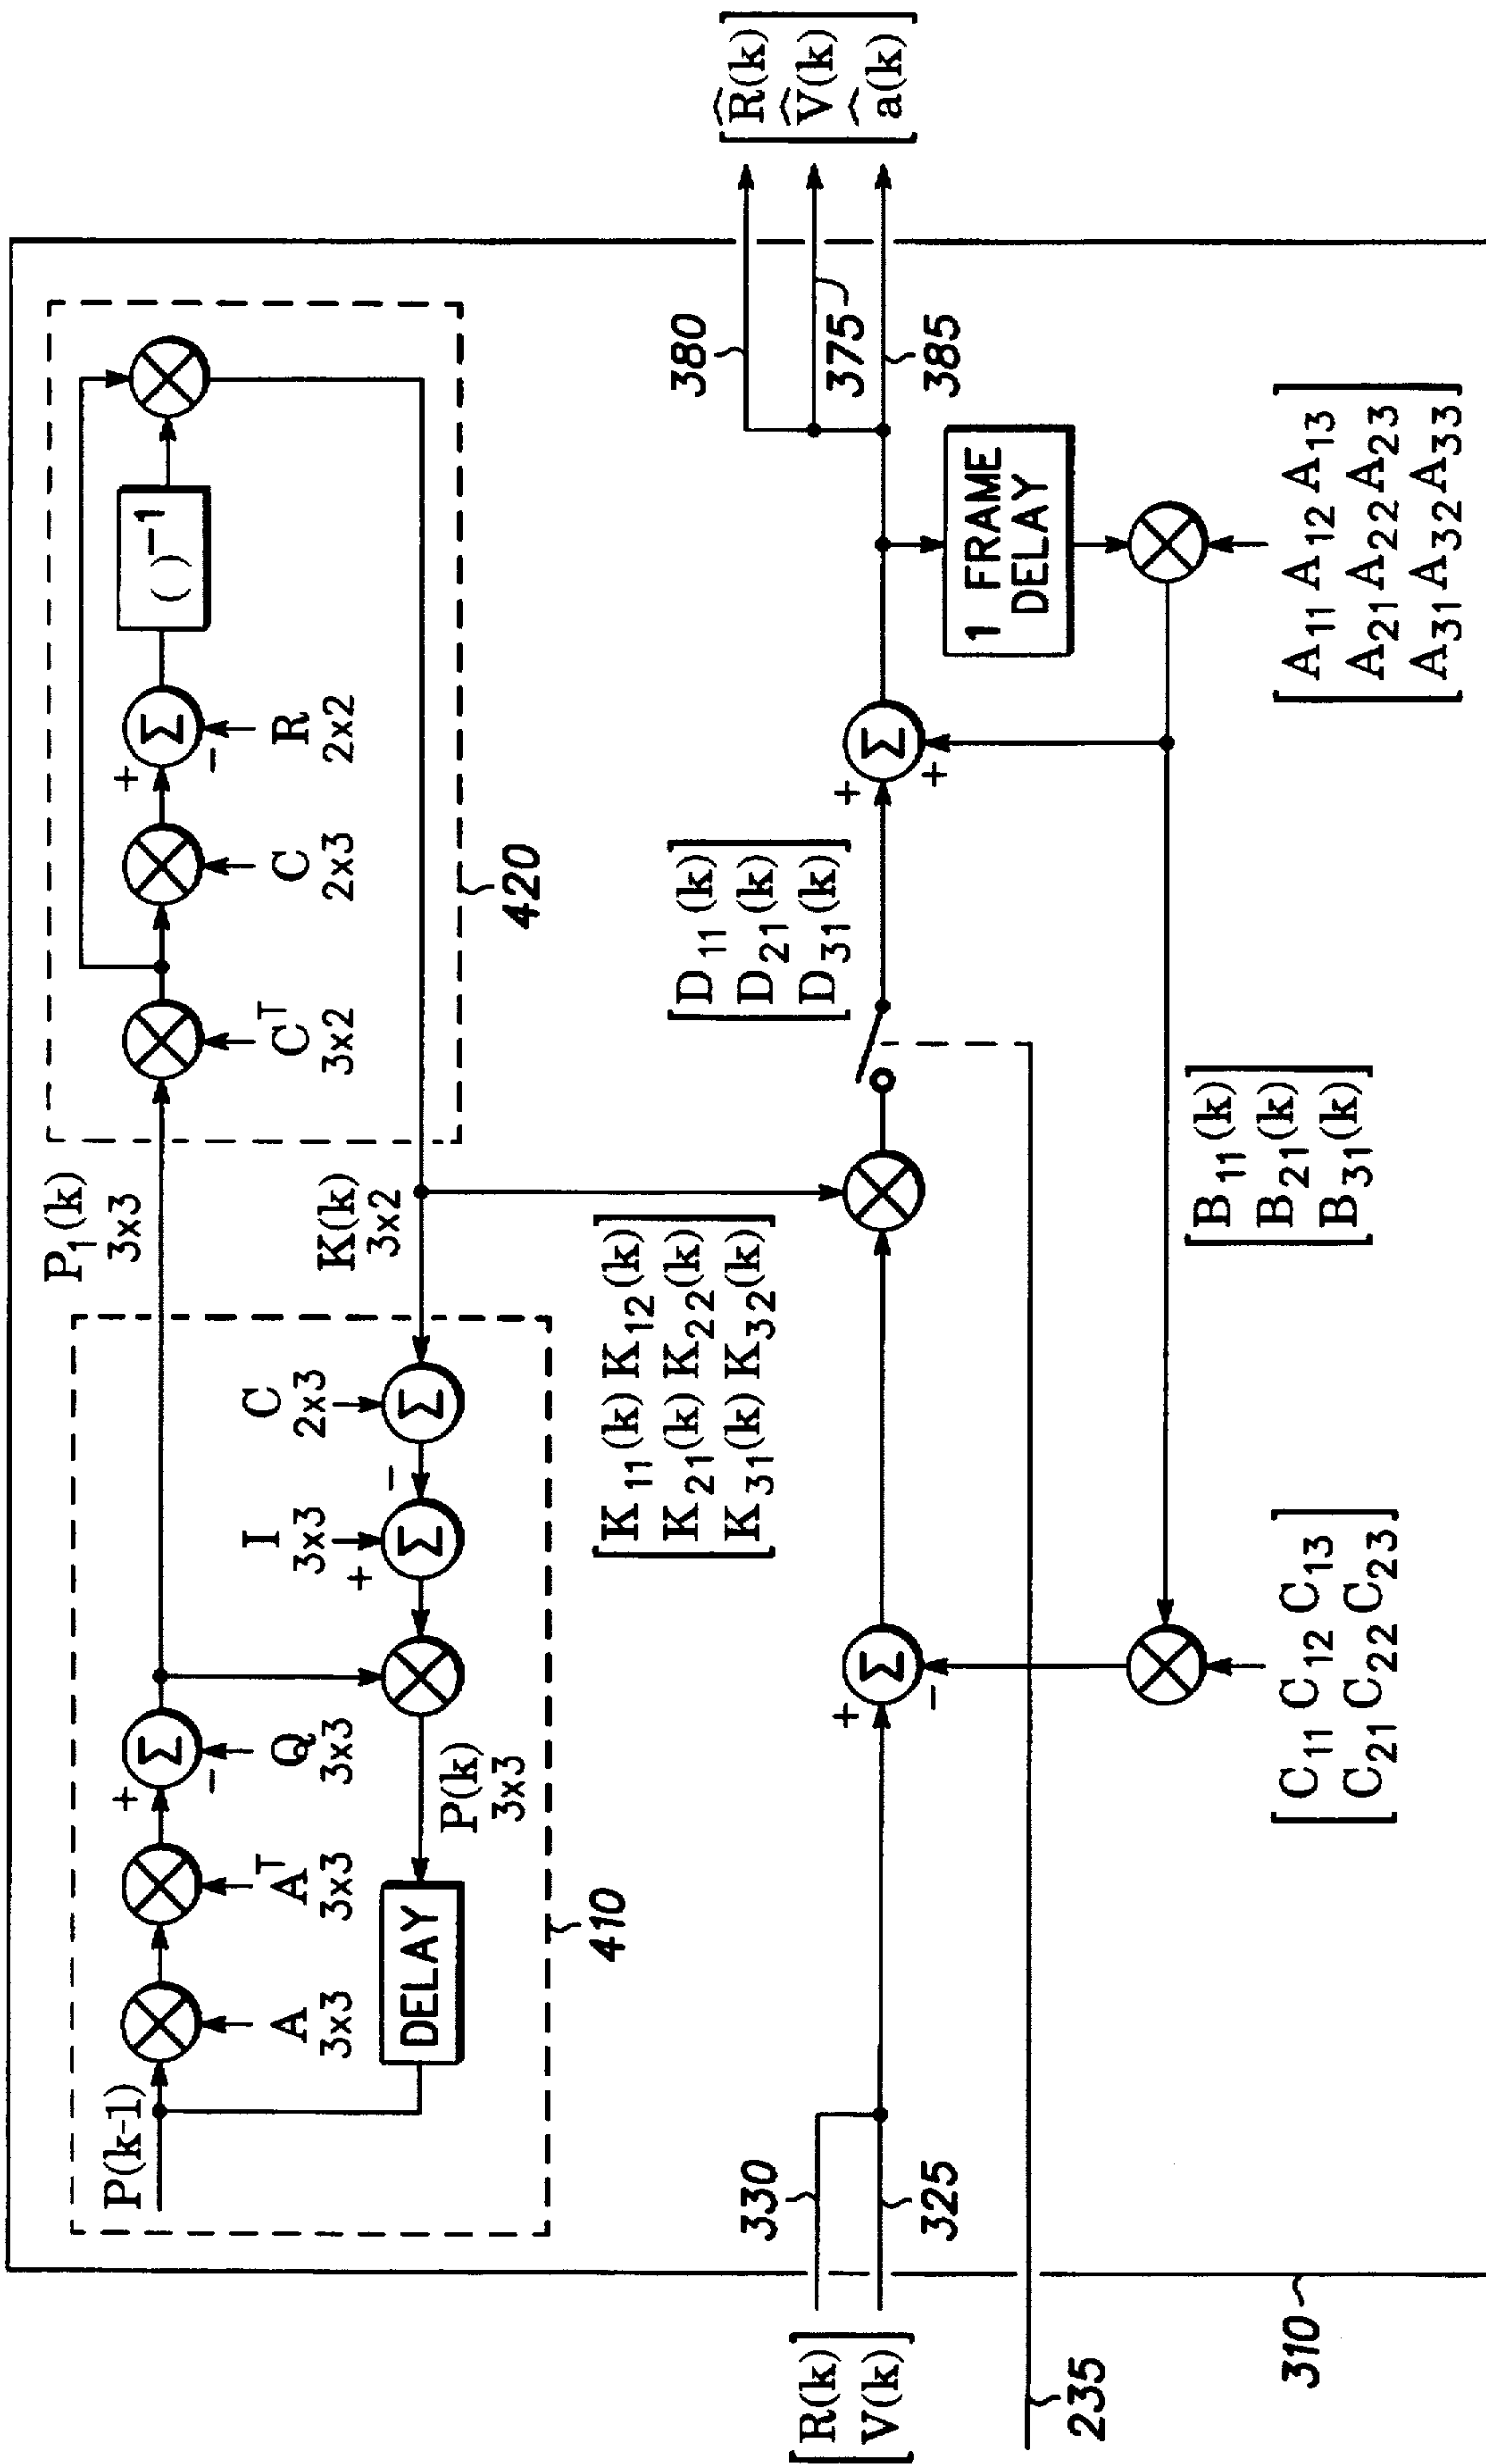 P(k-1)
A
3x3
A^T
3x3
+
-
Q
3x3
P₁(k)
3x3
C^T
3x2
C
2x3
+
-
R
2x2
( )⁻¹
DELAY
P(k)
3x3
I
3x3
+
-
C
2x3
K(k)
3x2
410
420
[K₁₁(k) K₁₂(k)]
[K₂₁(k) K₂₂(k)]
[K₃₁(k) K₃₂(k)]
[D₁₁(k)]
[D₂₁(k)]
[D₃₁(k)]
[R(k)]
[V(k)]
330
325
235
310
Σ
Σ
Σ
Σ
Σ
Σ
+
-
+
+
380
375
385
[R̂(k)]
[V̂(k)]
[â(k)]
1 FRAME
DELAY
[B₁₁(k)]
[B₂₁(k)]
[B₃₁(k)]
[C₁₁ C₁₂ C₁₃]
[C₂₁ C₂₂ C₂₃]
[A₁₁ A₁₂ A₁₃]
[A₂₁ A₂₂ A₂₃]
[A₃₁ A₃₂ A₃₃]